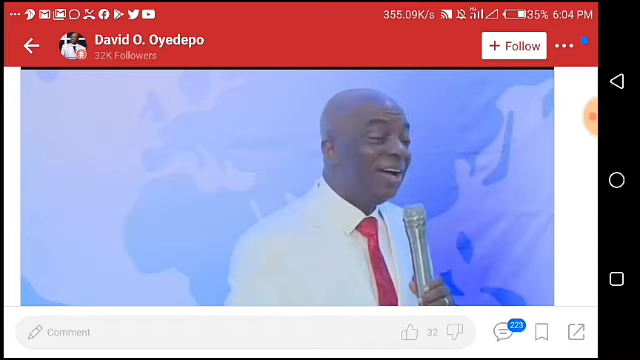 355.09K/s 35% 6:04 PM
David O. Oyedepo
32K Followers
+ Follow
Comment
32
223